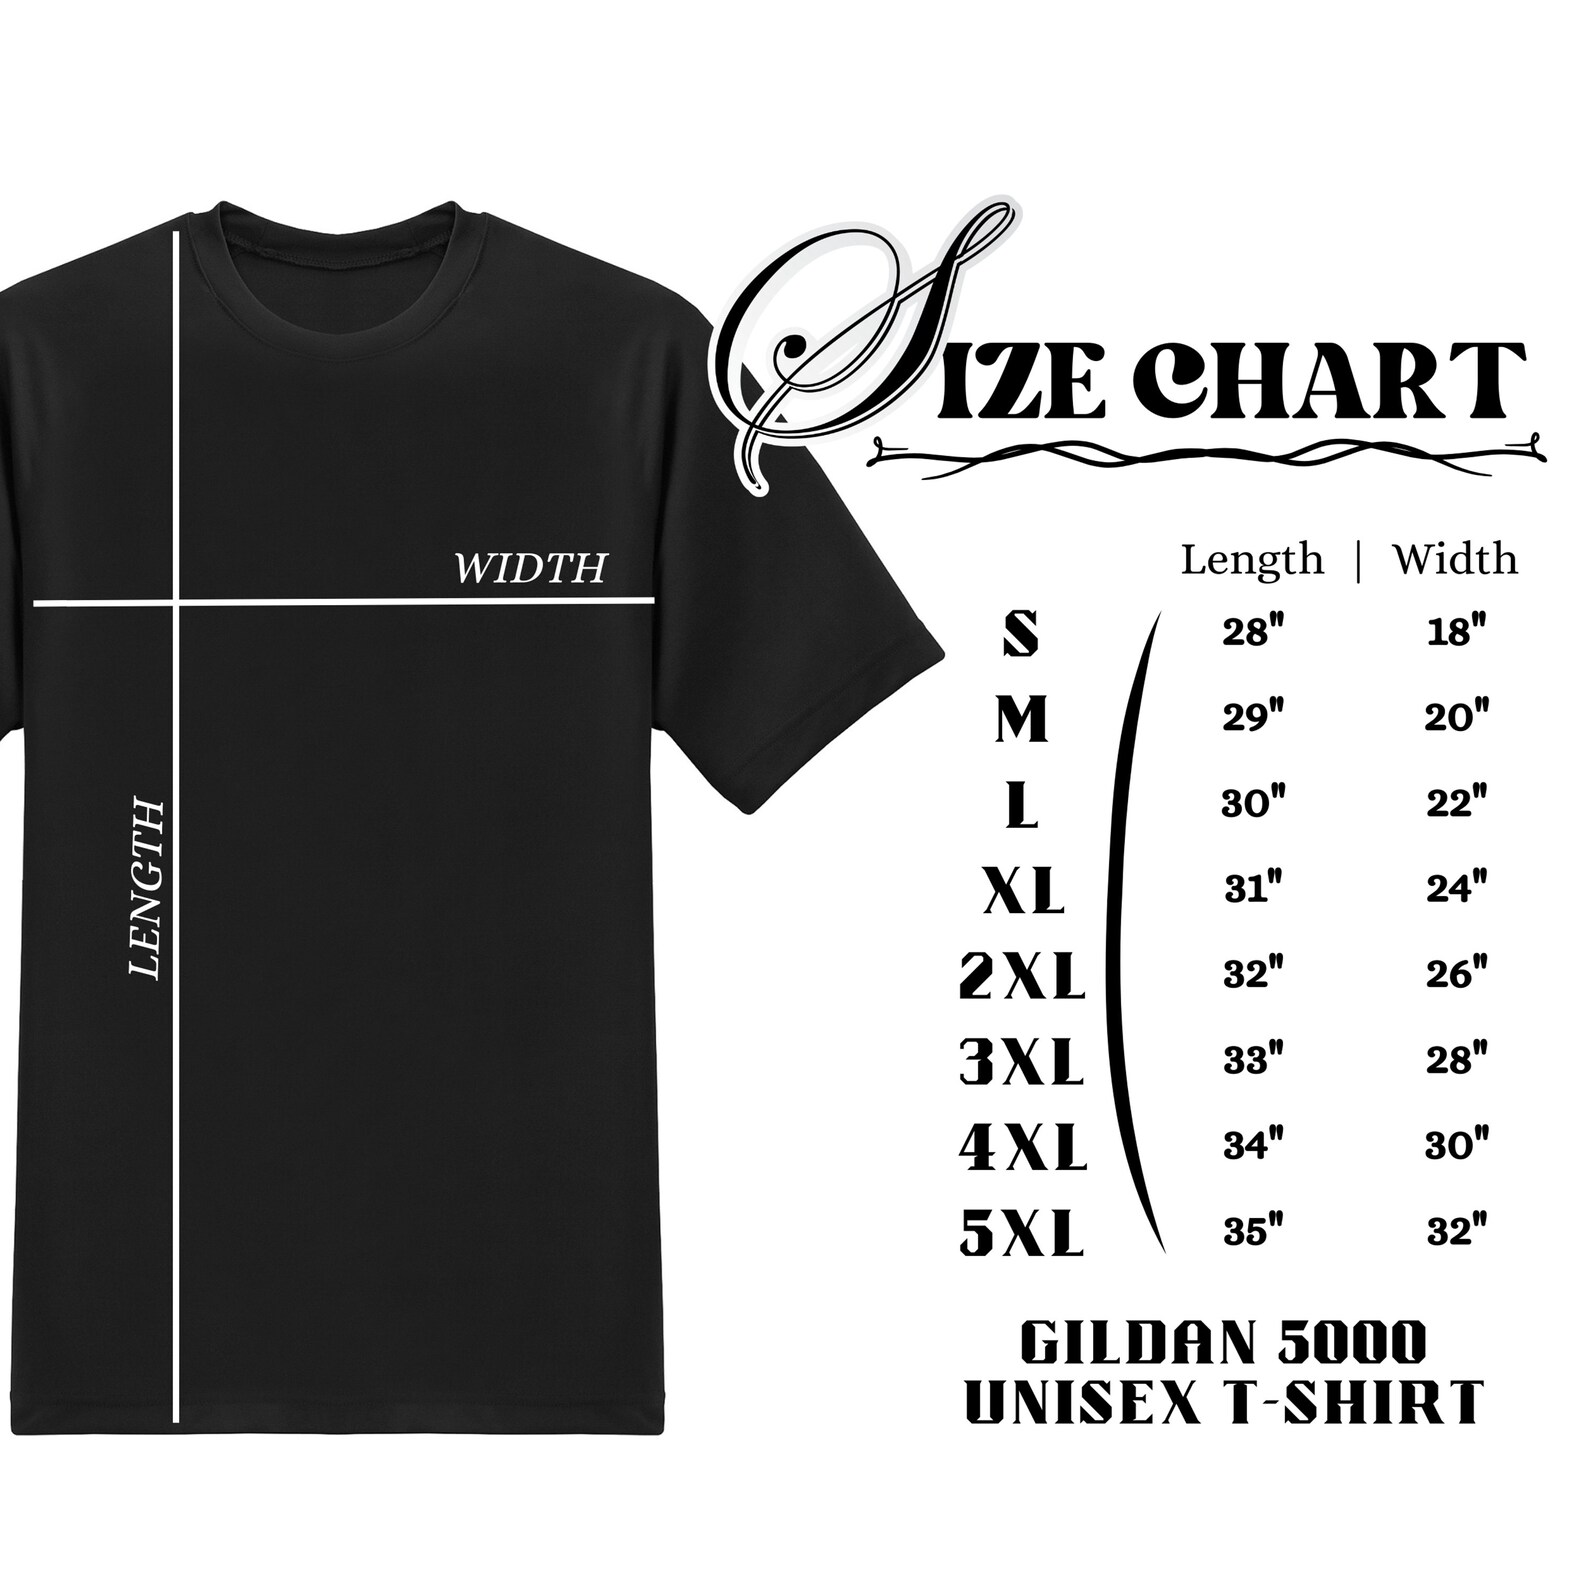 SIZE CHART
WIDTH
LENGTH
Length | Width
S 28" 18"
M 29" 20"
L 30" 22"
XL 31" 24"
2XL 32" 26"
3XL 33" 28"
4XL 34" 30"
5XL 35" 32"
GILDAN 5000
UNISEX T-SHIRT